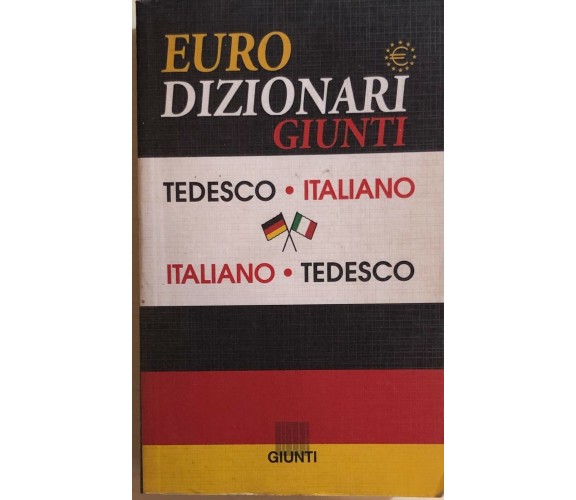 EURO
€
DIZIONARI
GIUNTI
TEDESCO • ITALIANO
ITALIANO • TEDESCO
GIUNTI